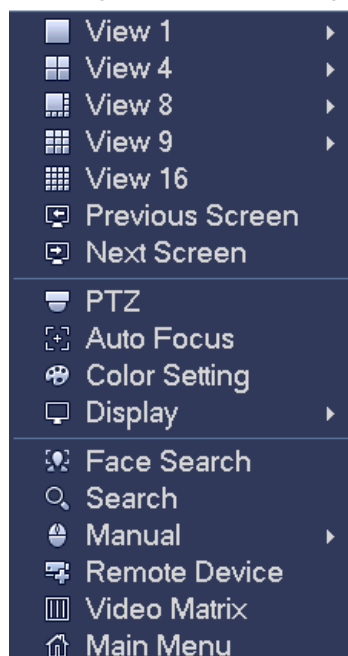 View 1
View 4
View 8
View 9
View 16
Previous Screen
Next Screen
PTZ
Auto Focus
Color Setting
Display
Face Search
Search
Manual
Remote Device
Video Matrix
Main Menu